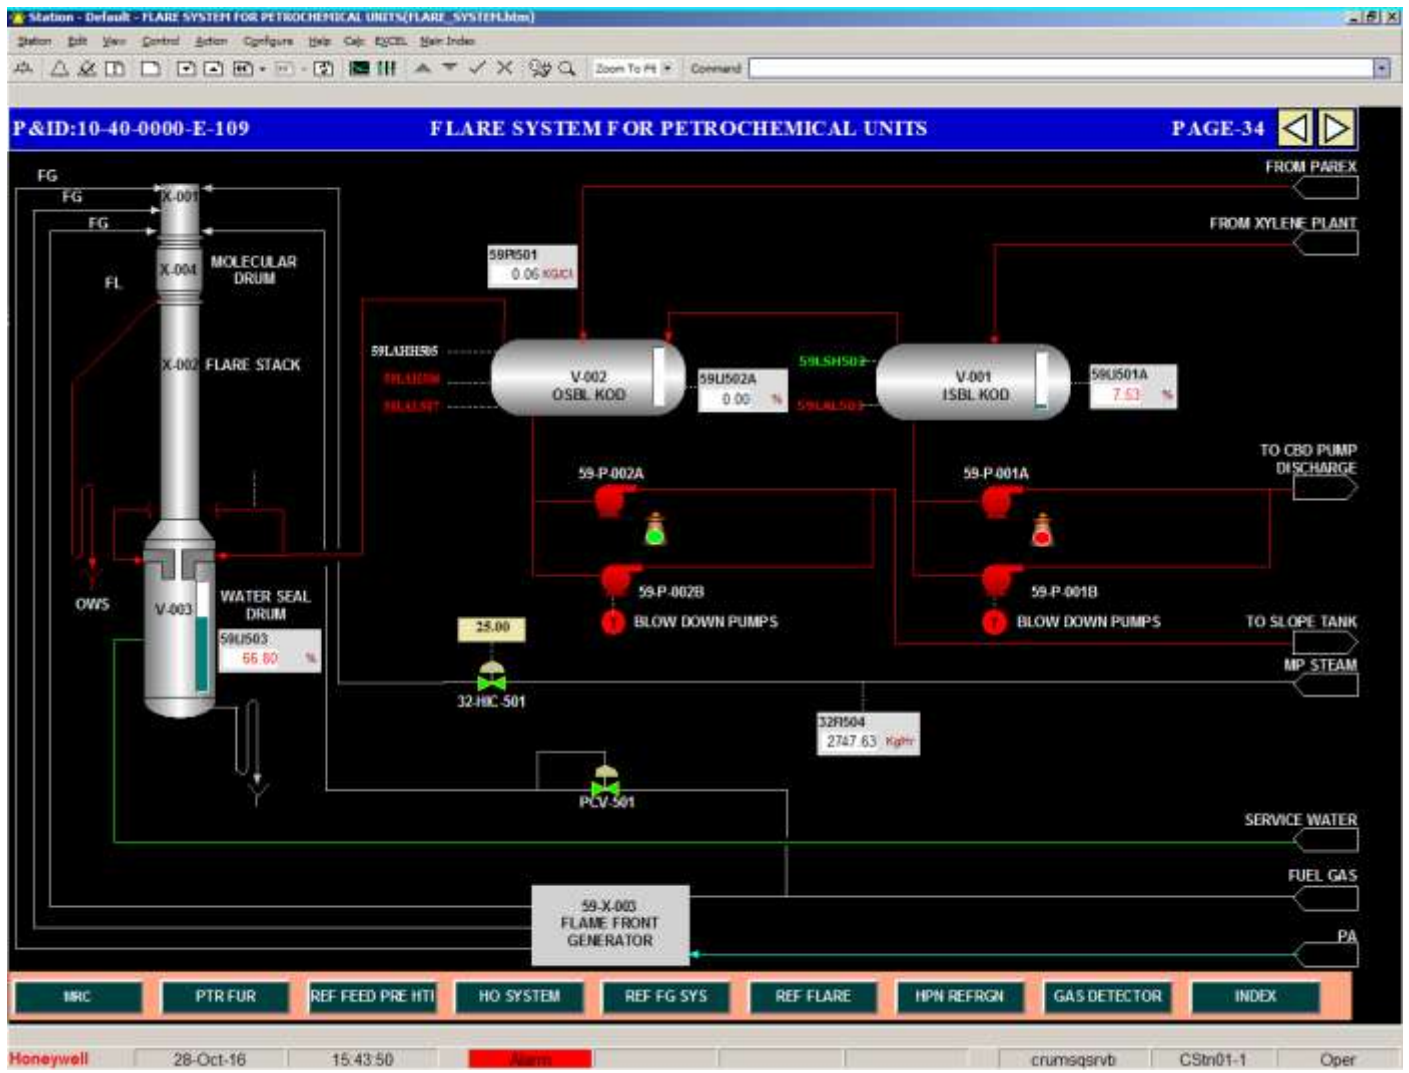 Station - Default - FLARE SYSTEM FOR PETROCHEMICAL UNITS(FLARE_SYSTEM.htm)
Station Edit View Control Action Configure Help Calc EXCEL Main Index
Zoom To Fit Command
P&ID:10-40-0000-E-109 FLARE SYSTEM FOR PETROCHEMICAL UNITS PAGE-34
FROM PAREX
FG
FG
X-001
FG
FROM XYLENE PLANT
59PI501
0.06
MOLECULAR
DRUM
X-004
FL
59LAHH505
X-002 FLARE STACK
59LSH502
V-002
OSBL KOD
59LI502A
0.00 %
V-001
ISBL KOD
59LI501A
7.53 %
59LAL503
TO CBD PUMP
DISCHARGE
59-P-002A
59-P-001A
59-P-002B
59-P-001B
OWS
V-003
WATER SEAL
DRUM
BLOW DOWN PUMPS
BLOW DOWN PUMPS
TO SLOPE TANK
25.00
59LI503
66.80 %
MP STEAM
32-HIC-501
32FI504
2747.63 Kg/Hr
PCV-501
SERVICE WATER
FUEL GAS
59-X-003
FLAME FRONT
GENERATOR
PA
MRC PTR FUR REF FEED PRE HTI HO SYSTEM REF FG SYS REF FLARE HPN REFRGN GAS DETECTOR INDEX
Honeywell 28-Oct-16 15:43:50 Alarm crumsqsrvb CStn01-1 Oper